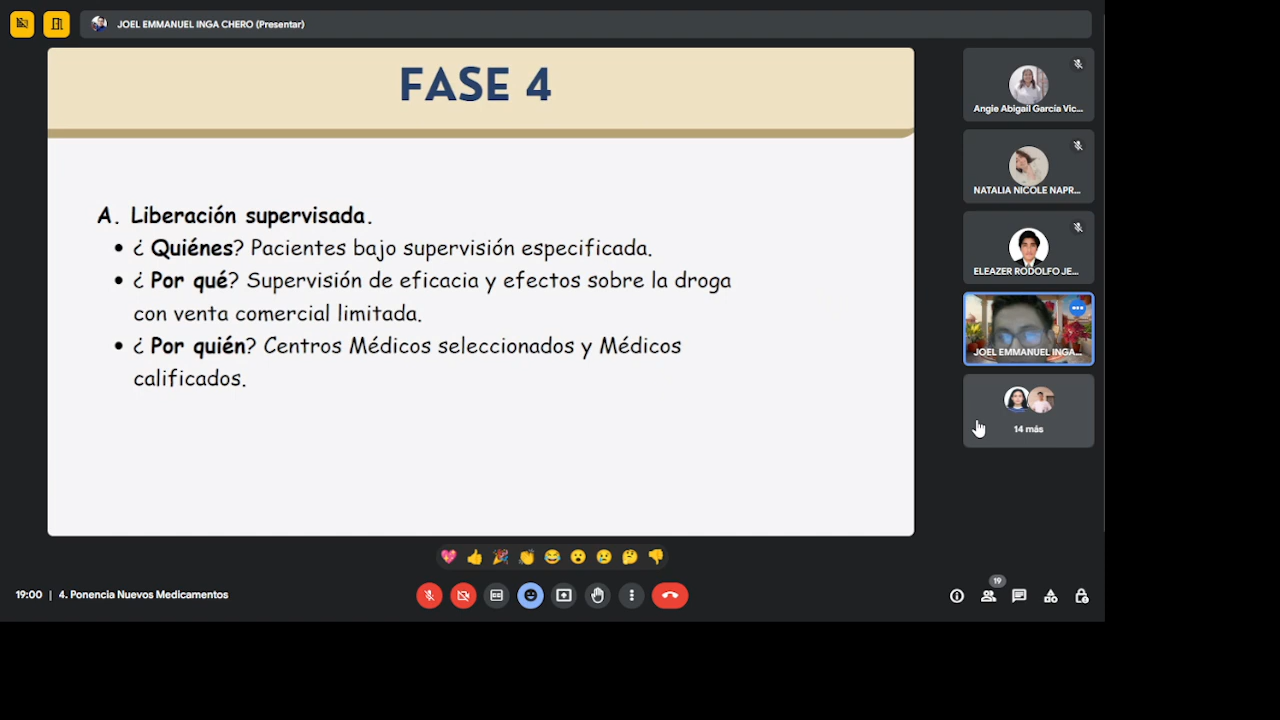 JOEL EMMANUEL INGA CHERO (Presentar)
FASE 4
A. Liberación supervisada.
• ¿ Quiénes? Pacientes bajo supervisión especificada.
• ¿ Por qué? Supervisión de eficacia y efectos sobre la droga
con venta comercial limitada.
• ¿ Por quién? Centros Médicos seleccionados y Médicos
calificados.
Angie Abigail García Vic...
NATALIA NICOLE NAPR...
ELEAZER RODOLFO JE...
JOEL EMMANUEL INGA...
14 más
19:00 | 4. Ponencia Nuevos Medicamentos
19